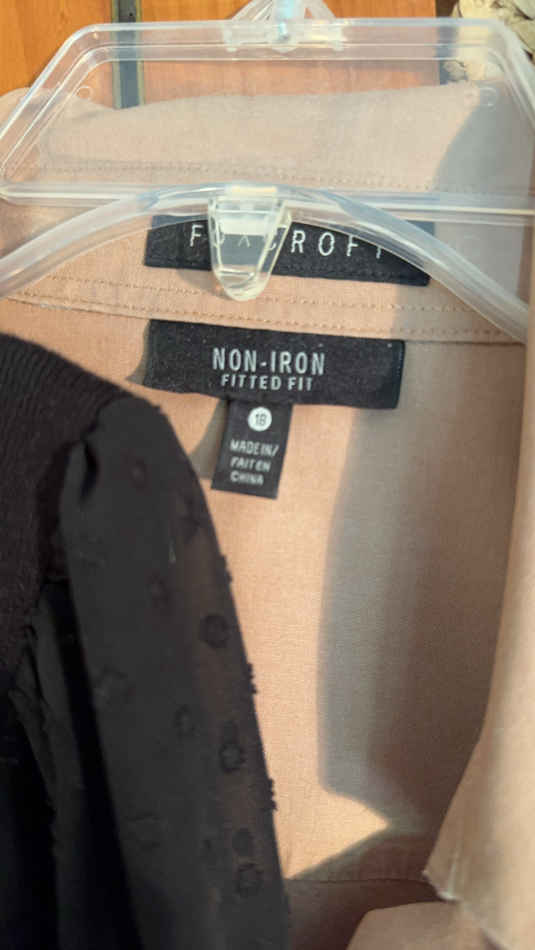 FOXCROFT
NON-IRON
FITTED FIT
18
MADE IN/
FAIT EN
CHINA